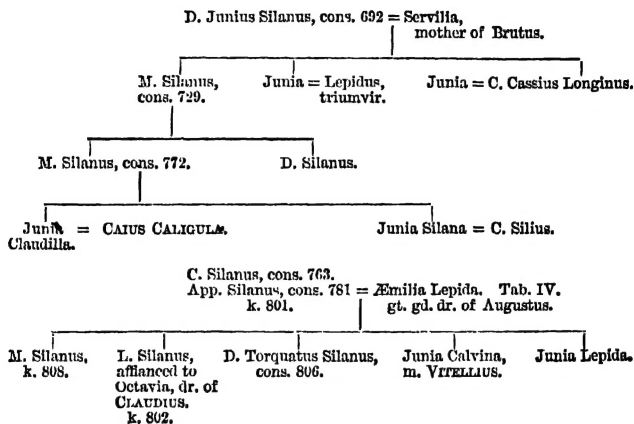 D. Junius Silanus, cons. 692 = Servilia,
mother of Brutus.
M. Silanus,
cons. 729.
Junia = Lepidus,
triumvir.
Junia = C. Cassius Longinus.
M. Silanus, cons. 772.
D. Silanus.
Junia = CAIUS CALIGULA.
Claudilla.
Junia Silana = C. Silius.
C. Silanus, cons. 763.
App. Silanus, cons. 781 = Æmilia Lepida. Tab. IV.
k. 801.
gt. gd. dr. of Augustus.
M. Silanus,
k. 808.
L. Silanus,
affianced to
Octavia, dr. of
CLAUDIUS.
k. 802.
D. Torquatus Silanus,
cons. 806.
Junia Calvina,
m. VITELLIUS.
Junia Lepida.